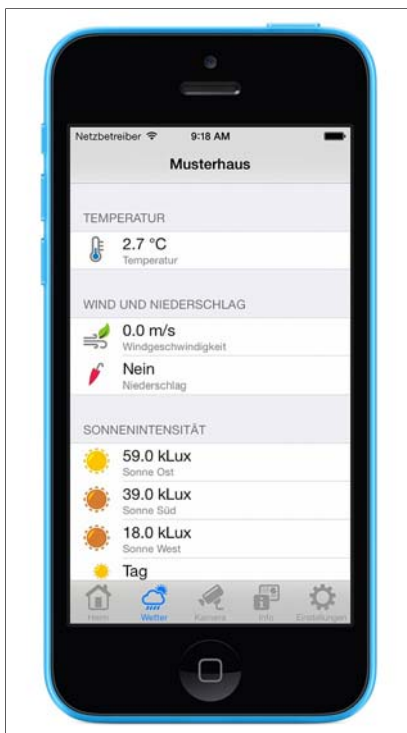 Netzbetreiber 9:18 AM
Musterhaus
TEMPERATUR
2.7 °C
Temperatur
WIND UND NIEDERSCHLAG
0.0 m/s
Windgeschwindigkeit
Nein
Niederschlag
SONNENINTENSITÄT
59.0 kLux
Sonne Ost
39.0 kLux
Sonne Süd
18.0 kLux
Sonne West
Tag
Heim Wetter Kamera Info Einstellungen